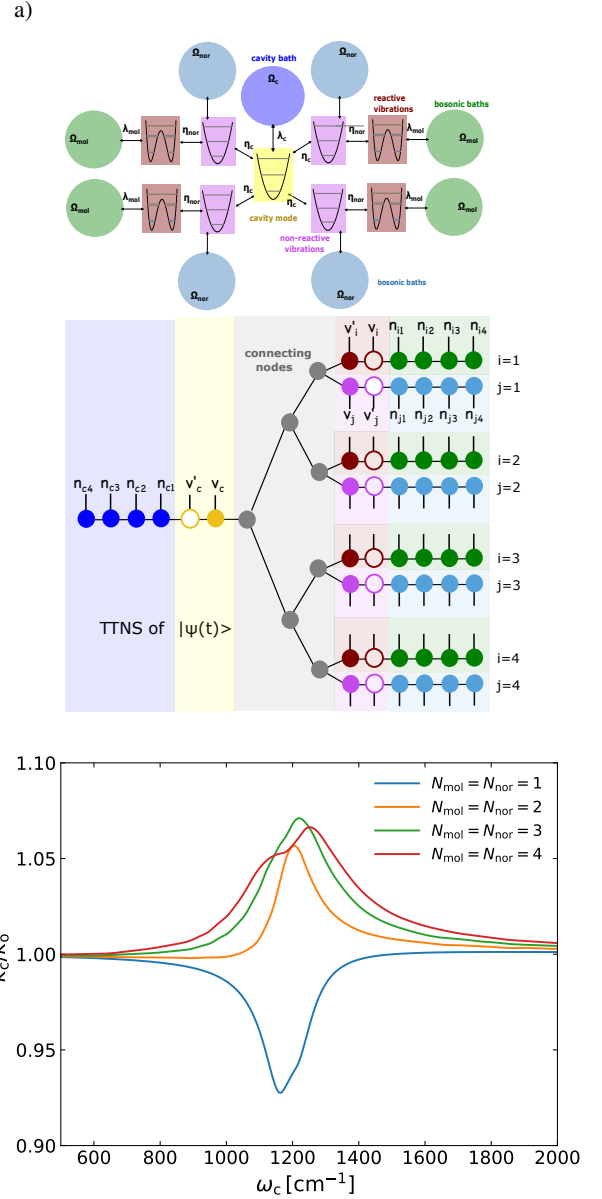 a)
Ω_nor
cavity bath
Ω_nor
Ω_c
reactive
vibrations
bosonic baths
Ω_mol
λ_mol
η_nor
η_c
λ_c
η_c
η_nor
λ_mol
Ω_mol
Ω_mol
λ_mol
η_nor
η_c
η_c
η_nor
λ_mol
Ω_mol
cavity mode
non-reactive
vibrations
Ω_nor
Ω_nor
bosonic baths
connecting
nodes
v'_i v_i n_i1 n_i2 n_i3 n_i4
i=1
j=1
v_j v'_j n_j1 n_j2 n_j3 n_j4
i=2
j=2
n_c4 n_c3 n_c2 n_c1 v'_c v_c
i=3
j=3
TTNS of |ψ(t)>
i=4
j=4
1.10
N_mol = N_nor = 1
N_mol = N_nor = 2
N_mol = N_nor = 3
N_mol = N_nor = 4
1.05
1.00
0.95
0.90
k_c/k_o
600 800 1000 1200 1400 1600 1800 2000
ω_c [cm⁻¹]